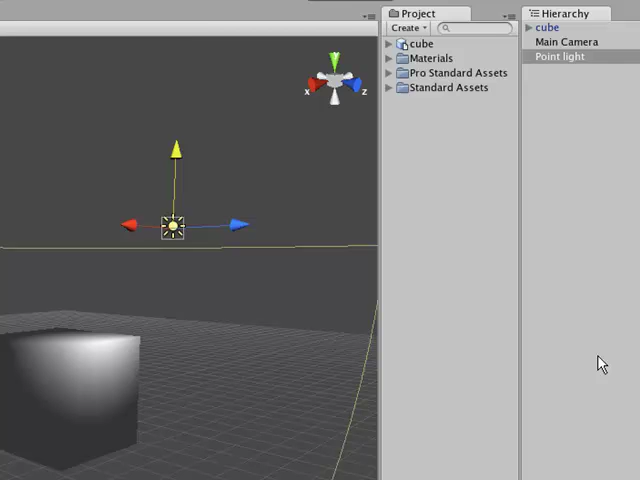 Project
Hierarchy
Create
cube
cube
Main Camera
Materials
Point light
Pro Standard Assets
Standard Assets
x
z